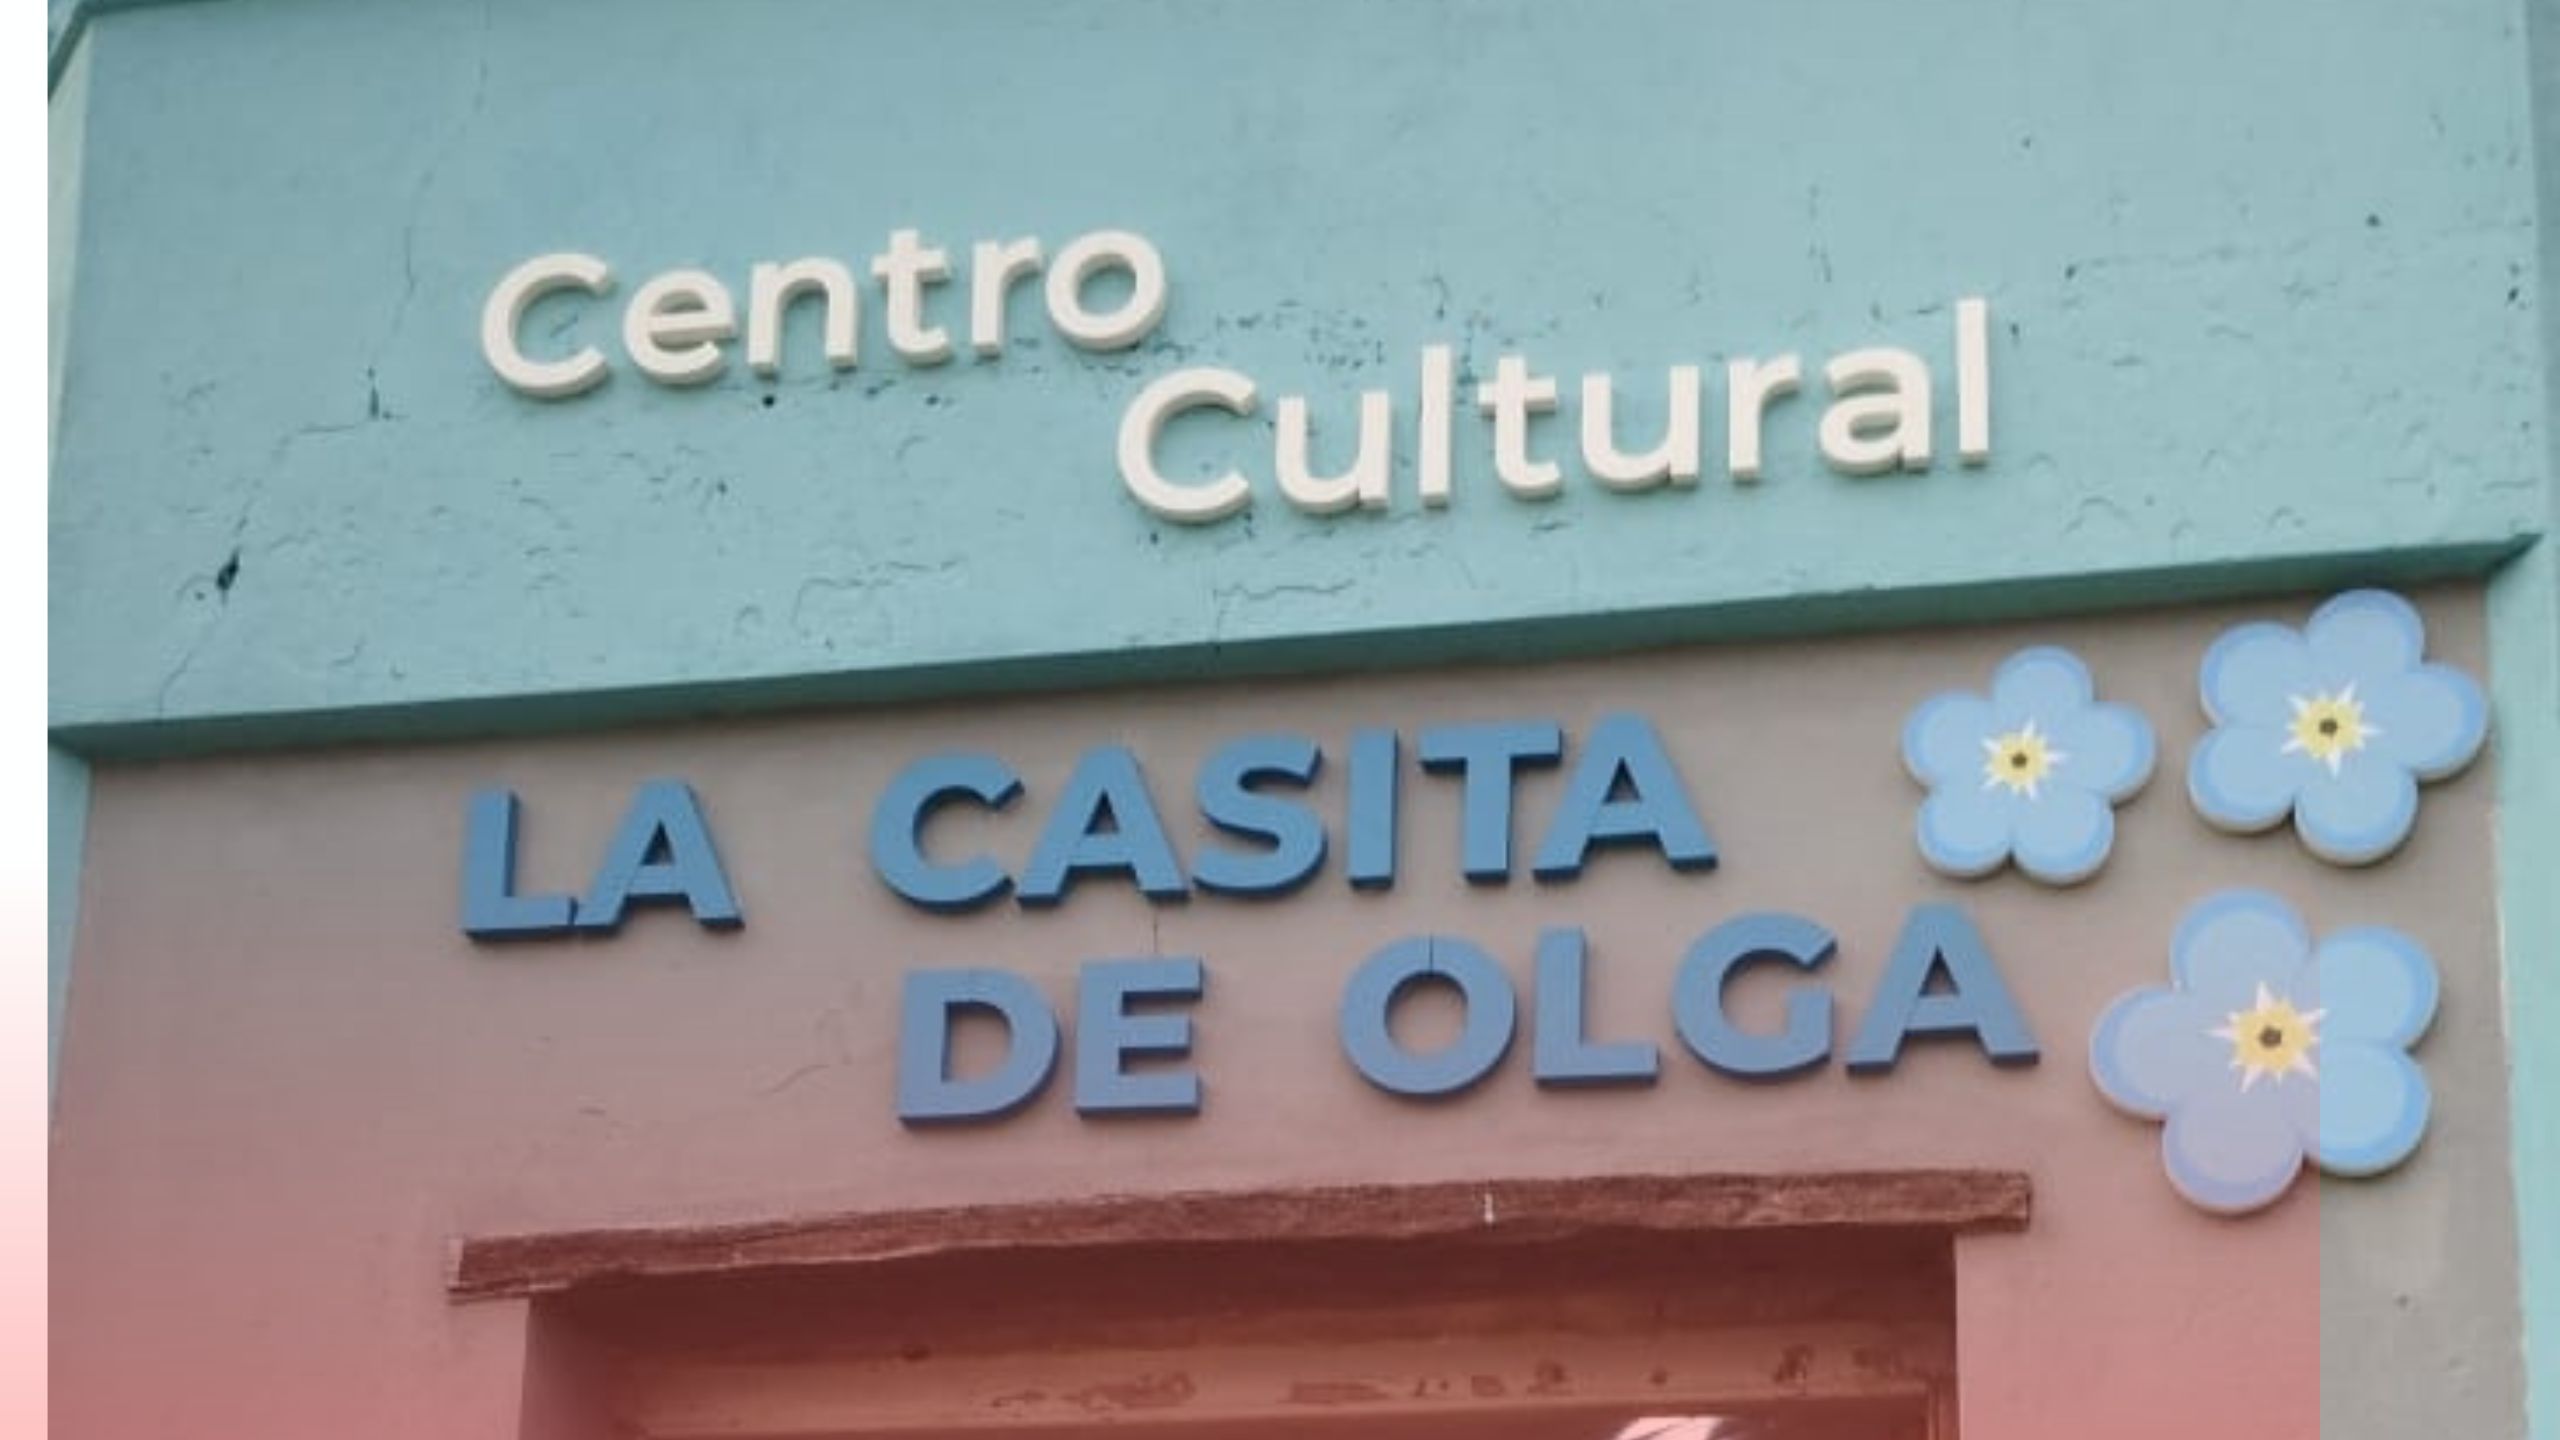 Centro
Cultural
LA CASITA
DE OLGA